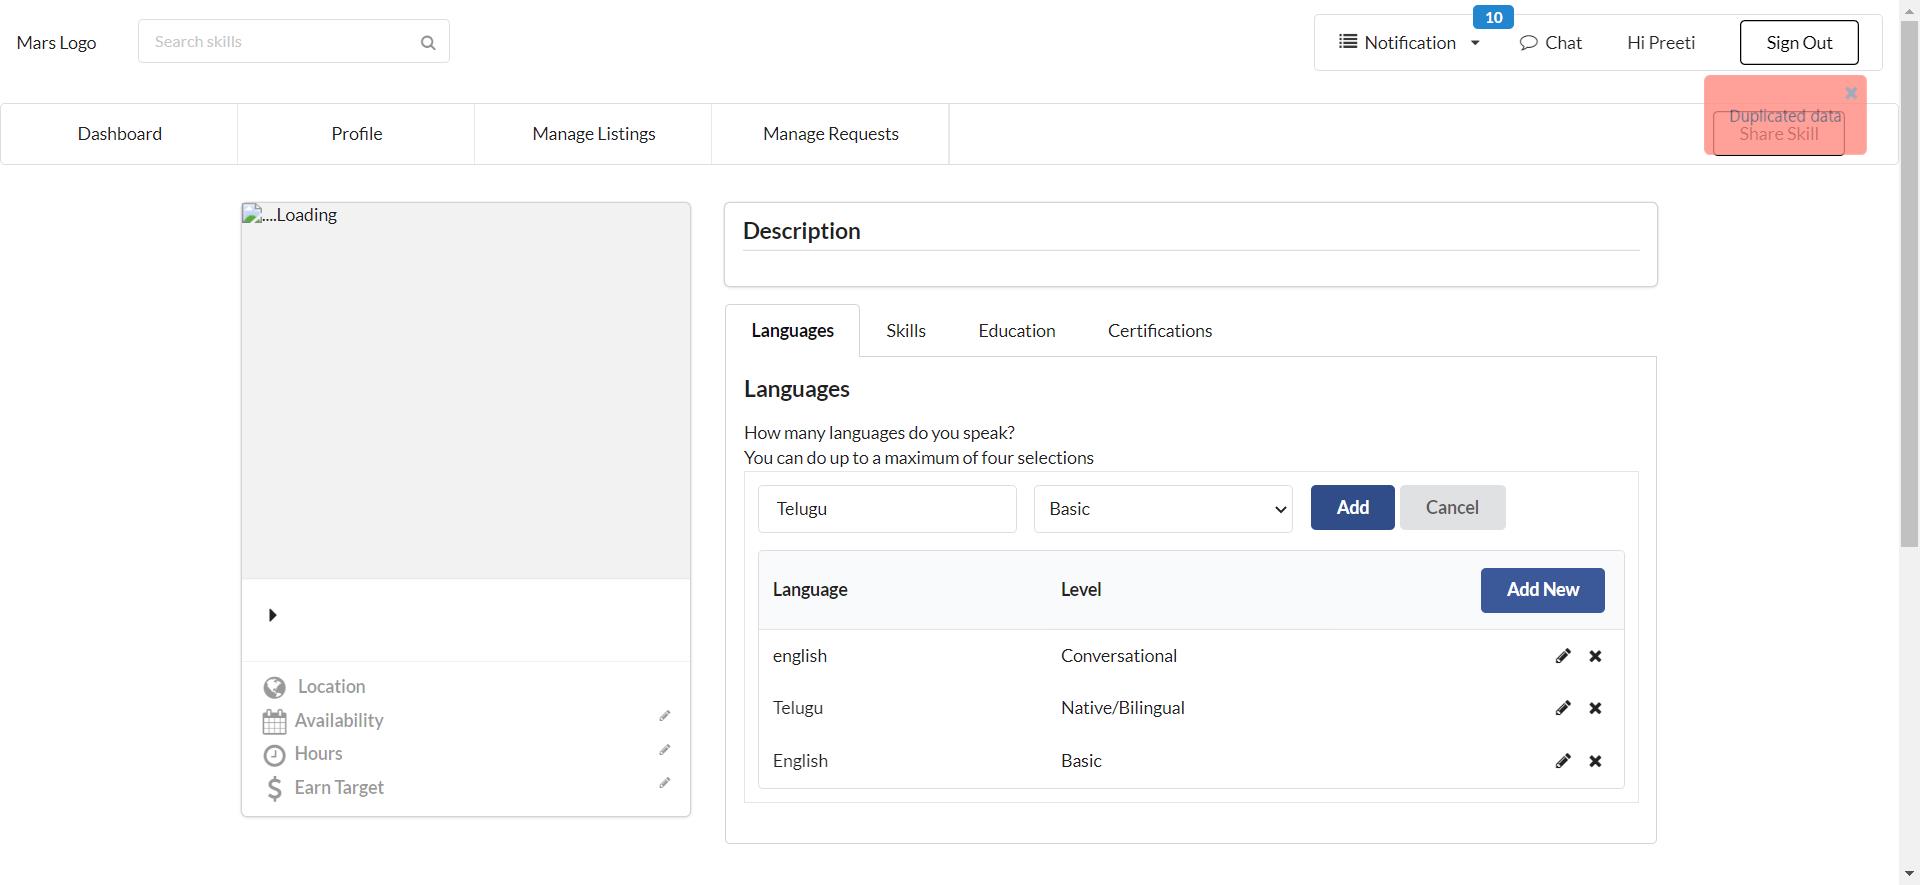 Mars Logo
Search skills
10
Notification
Chat
Hi Preeti
Sign Out
Dashboard
Profile
Manage Listings
Manage Requests
Duplicated data
Share Skill
....Loading
Description
Languages
Skills
Education
Certifications
Languages
How many languages do you speak?
You can do up to a maximum of four selections
Telugu
Basic
Add
Cancel
Language
Level
Add New
english
Conversational
Telugu
Native/Bilingual
English
Basic
Location
Availability
Hours
Earn Target